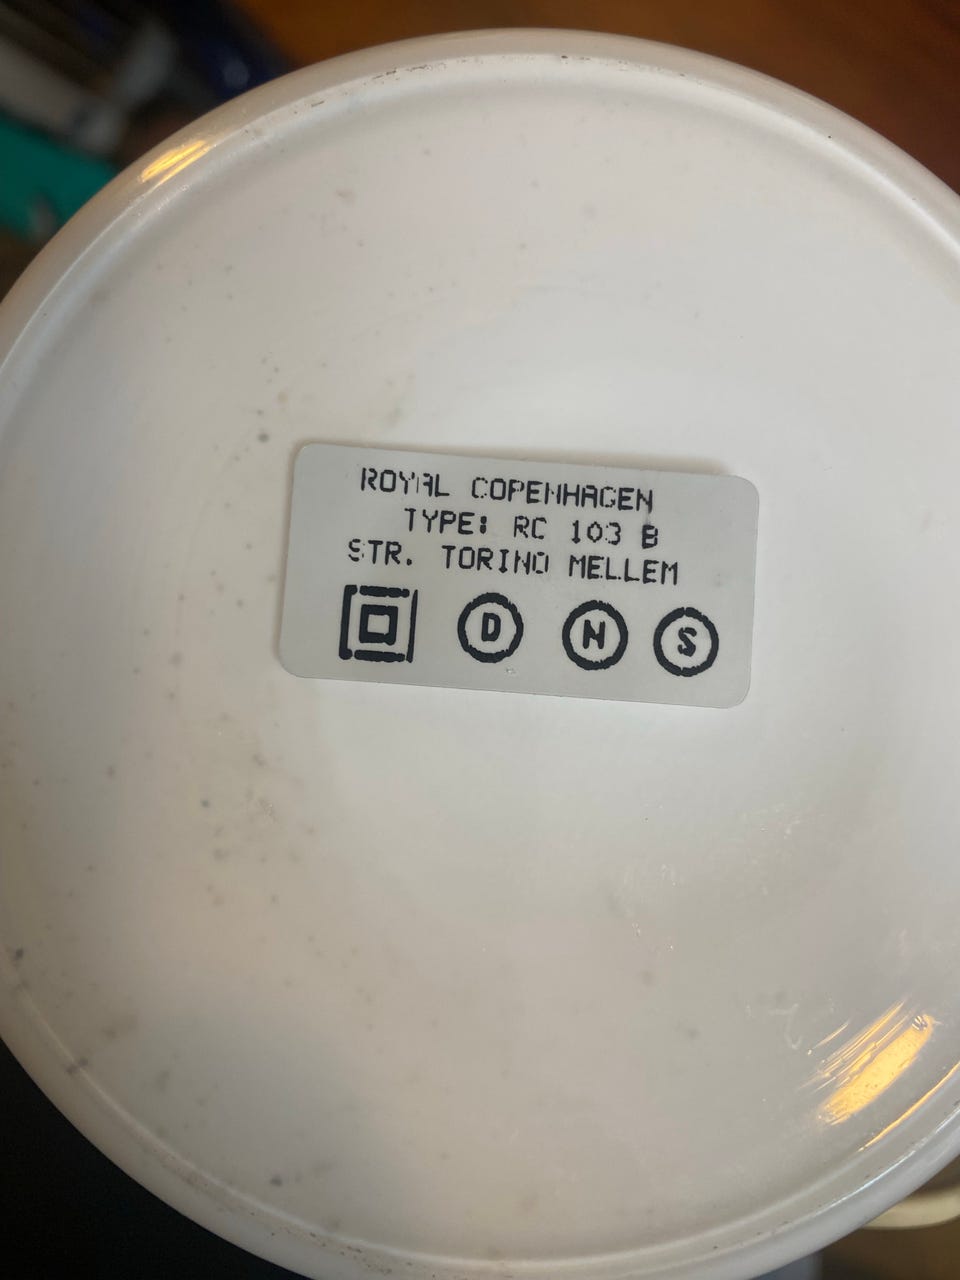 ROYAL COPENHAGEN
TYPE: RC 103 B
STR. TORINO MELLEM
D N S